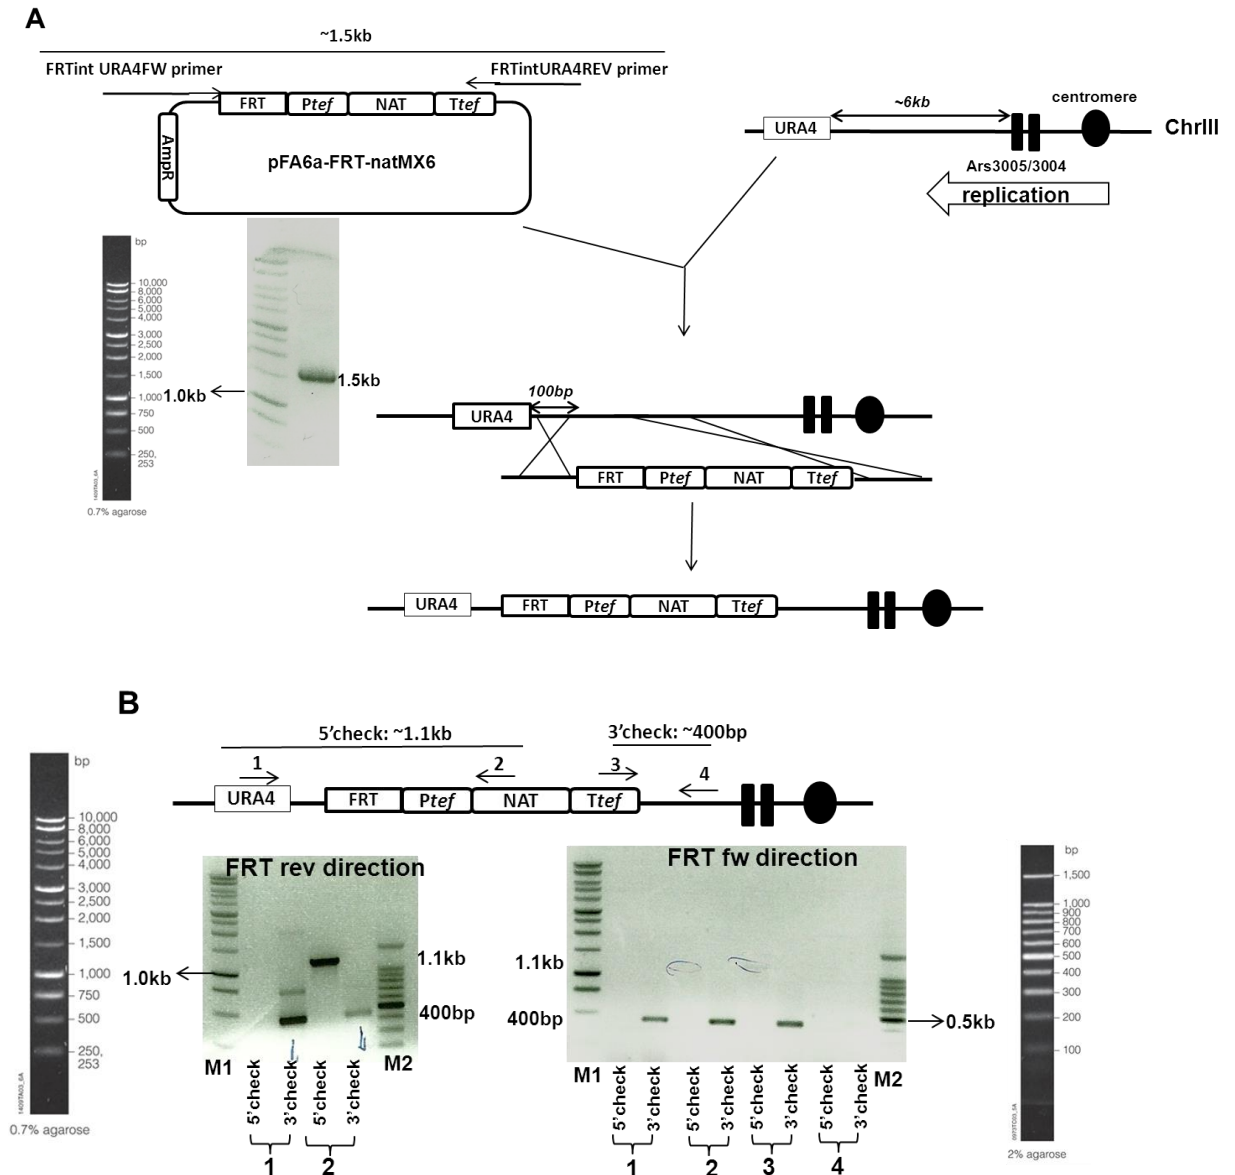 A
~1.5kb
FRTint URA4FW primer
FRTintURA4REV primer
FRT
Ptef
NAT
Ttef
AmpR
pFA6a-FRT-natMX6
~6kb
centromere
URA4
ChrIII
Ars3005/3004
replication
bp
10,000
8,000
6,000
5,000
4,000
3,000
2,500
2,000
1,500
1,000
750
500
250,
253
0.7% agarose
1.0kb
1.5kb
100bp
URA4
FRT
Ptef
NAT
Ttef
URA4
FRT
Ptef
NAT
Ttef
B
5'check: ~1.1kb
3'check: ~400bp
1
2
3
4
URA4
FRT
Ptef
NAT
Ttef
bp
10,000
8,000
6,000
5,000
4,000
3,000
2,500
2,000
1,500
1,000
750
500
250,
253
1409TA03_6A
0.7% agarose
FRT rev direction
1.0kb
1.1kb
400bp
M1
5'check
3'check
5'check
3'check
M2
1
2
FRT fw direction
1.1kb
400bp
0.5kb
M1
5'check
3'check
5'check
3'check
5'check
3'check
5'check
3'check
M2
1
2
3
4
bp
1,500
1,000
900
800
700
600
500
400
300
200
100
2% agarose